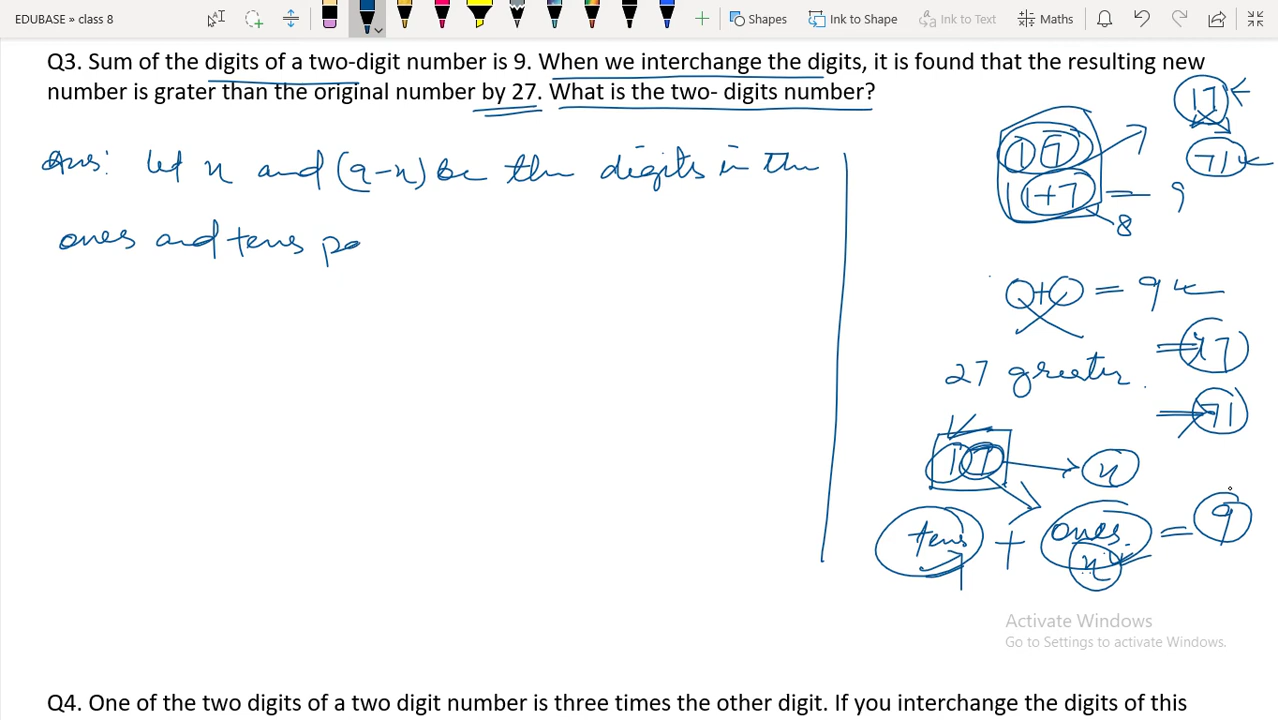 EDUBASE » class 8
Shapes
Ink to Shape
Ink to Text
Maths
Q3. Sum of the digits of a two-digit number is 9. When we interchange the digits, it is found that the resulting new
number is grater than the original number by 27. What is the two- digits number?
Ans: Let x and (9-x) be the digits in the
ones and tens
17
71
17
1+7 = 9
8
+ = 9
27 greater
17
71
17
x
tens + ones = 9
x
Activate Windows
Go to Settings to activate Windows.
Q4. One of the two digits of a two digit number is three times the other digit. If you interchange the digits of this